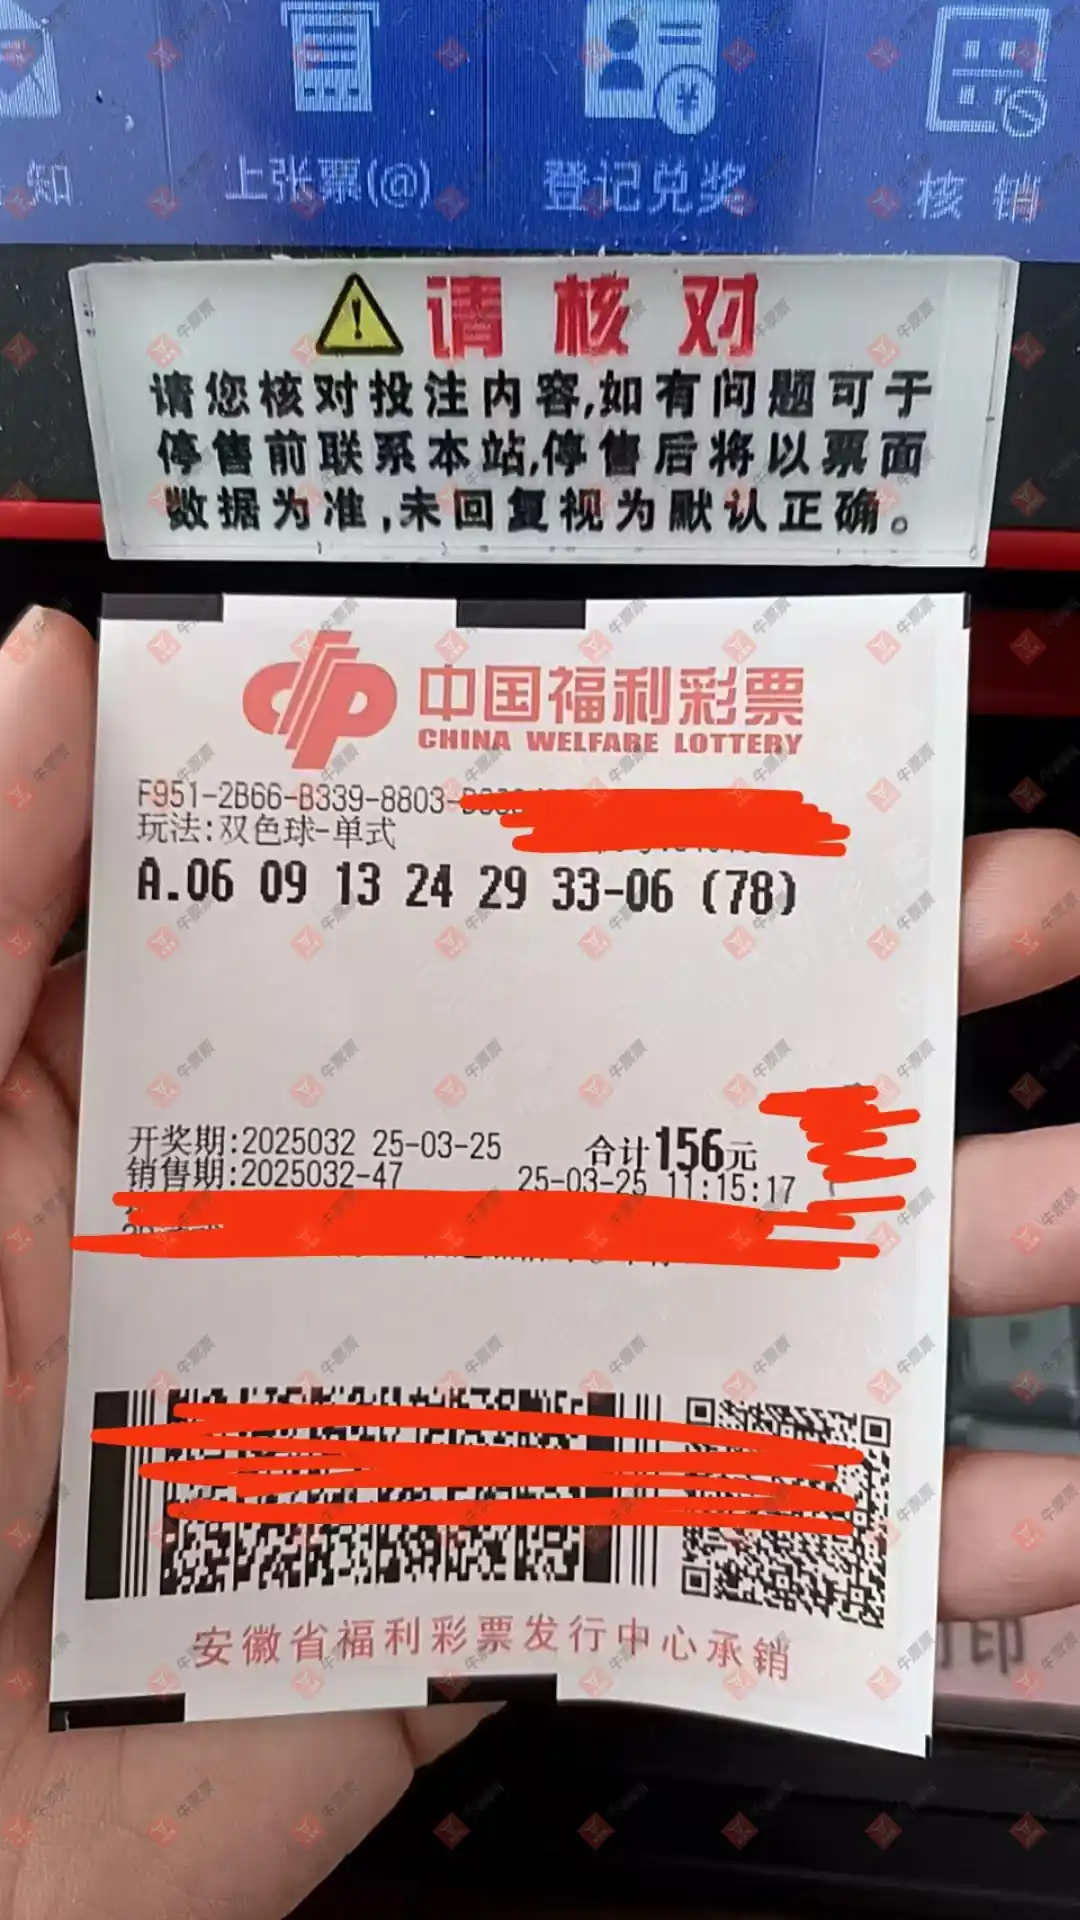 知
上张票(@)
登记兑奖
核 销
请 核 对
请您核对投注内容,如有问题可于
停售前联系本站,停售后将以票面
数据为准,未回复视为默认正确。
中国福利彩票
CHINA WELFARE LOTTERY
F951-2B66-B339-8803-
玩法:双色球-单式
A.06 09 13 24 29 33-06 (78)
开奖期:2025032 25-03-25 合计156元
销售期:2025032-47 25-03-25 11:15:17
安徽省福利彩票发行中心承销
印
牛票票